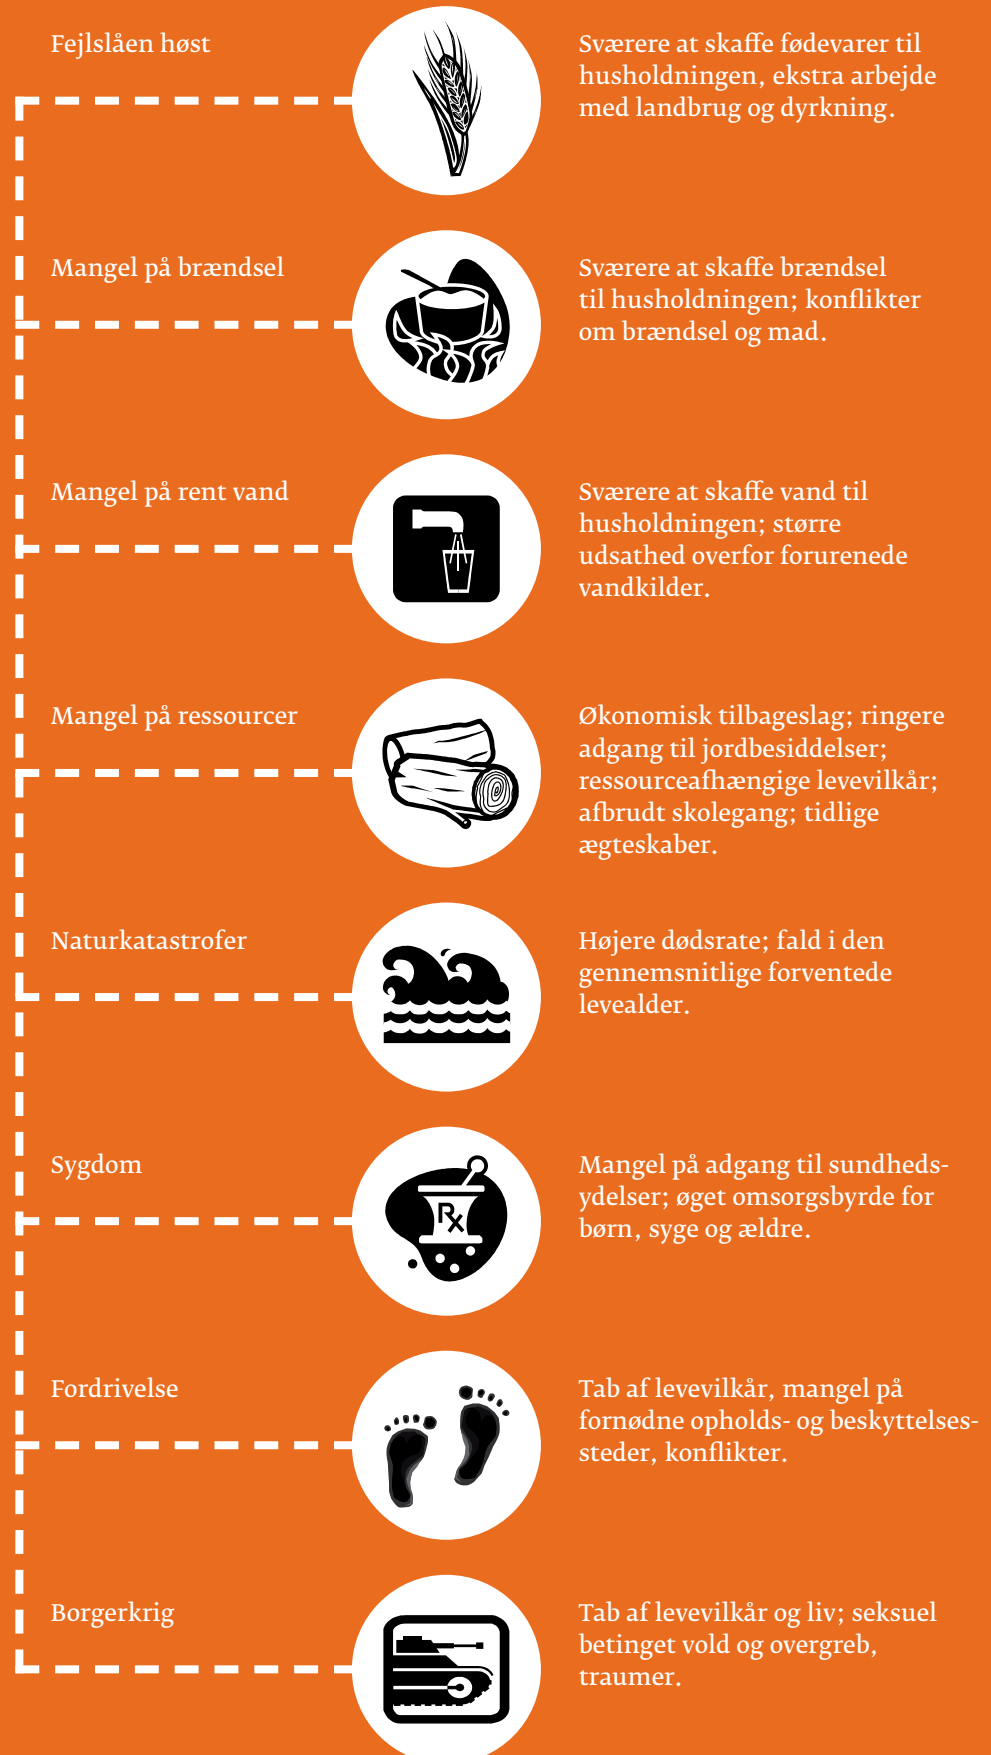 Fejlslåen høst
Sværere at skaffe fødevarer til
husholdningen, ekstra arbejde
med landbrug og dyrkning.
Mangel på brændsel
Sværere at skaffe brændsel
til husholdningen; konflikter
om brændsel og mad.
Mangel på rent vand
Sværere at skaffe vand til
husholdningen; større
udsathed overfor forurenede
vandkilder.
Mangel på ressourcer
Økonomisk tilbageslag; ringere
adgang til jordbesiddelser;
ressourceafhængige levevilkår;
afbrudt skolegang; tidlige
ægteskaber.
Naturkatastrofer
Højere dødsrate; fald i den
gennemsnitlige forventede
levealder.
Sygdom
Rx
Mangel på adgang til sundheds-
ydelser; øget omsorgsbyrde for
børn, syge og ældre.
Fordrivelse
Tab af levevilkår, mangel på
fornødne opholds- og beskyttelses-
steder, konflikter.
Borgerkrig
Tab af levevilkår og liv; seksuel
betinget vold og overgreb,
traumer.